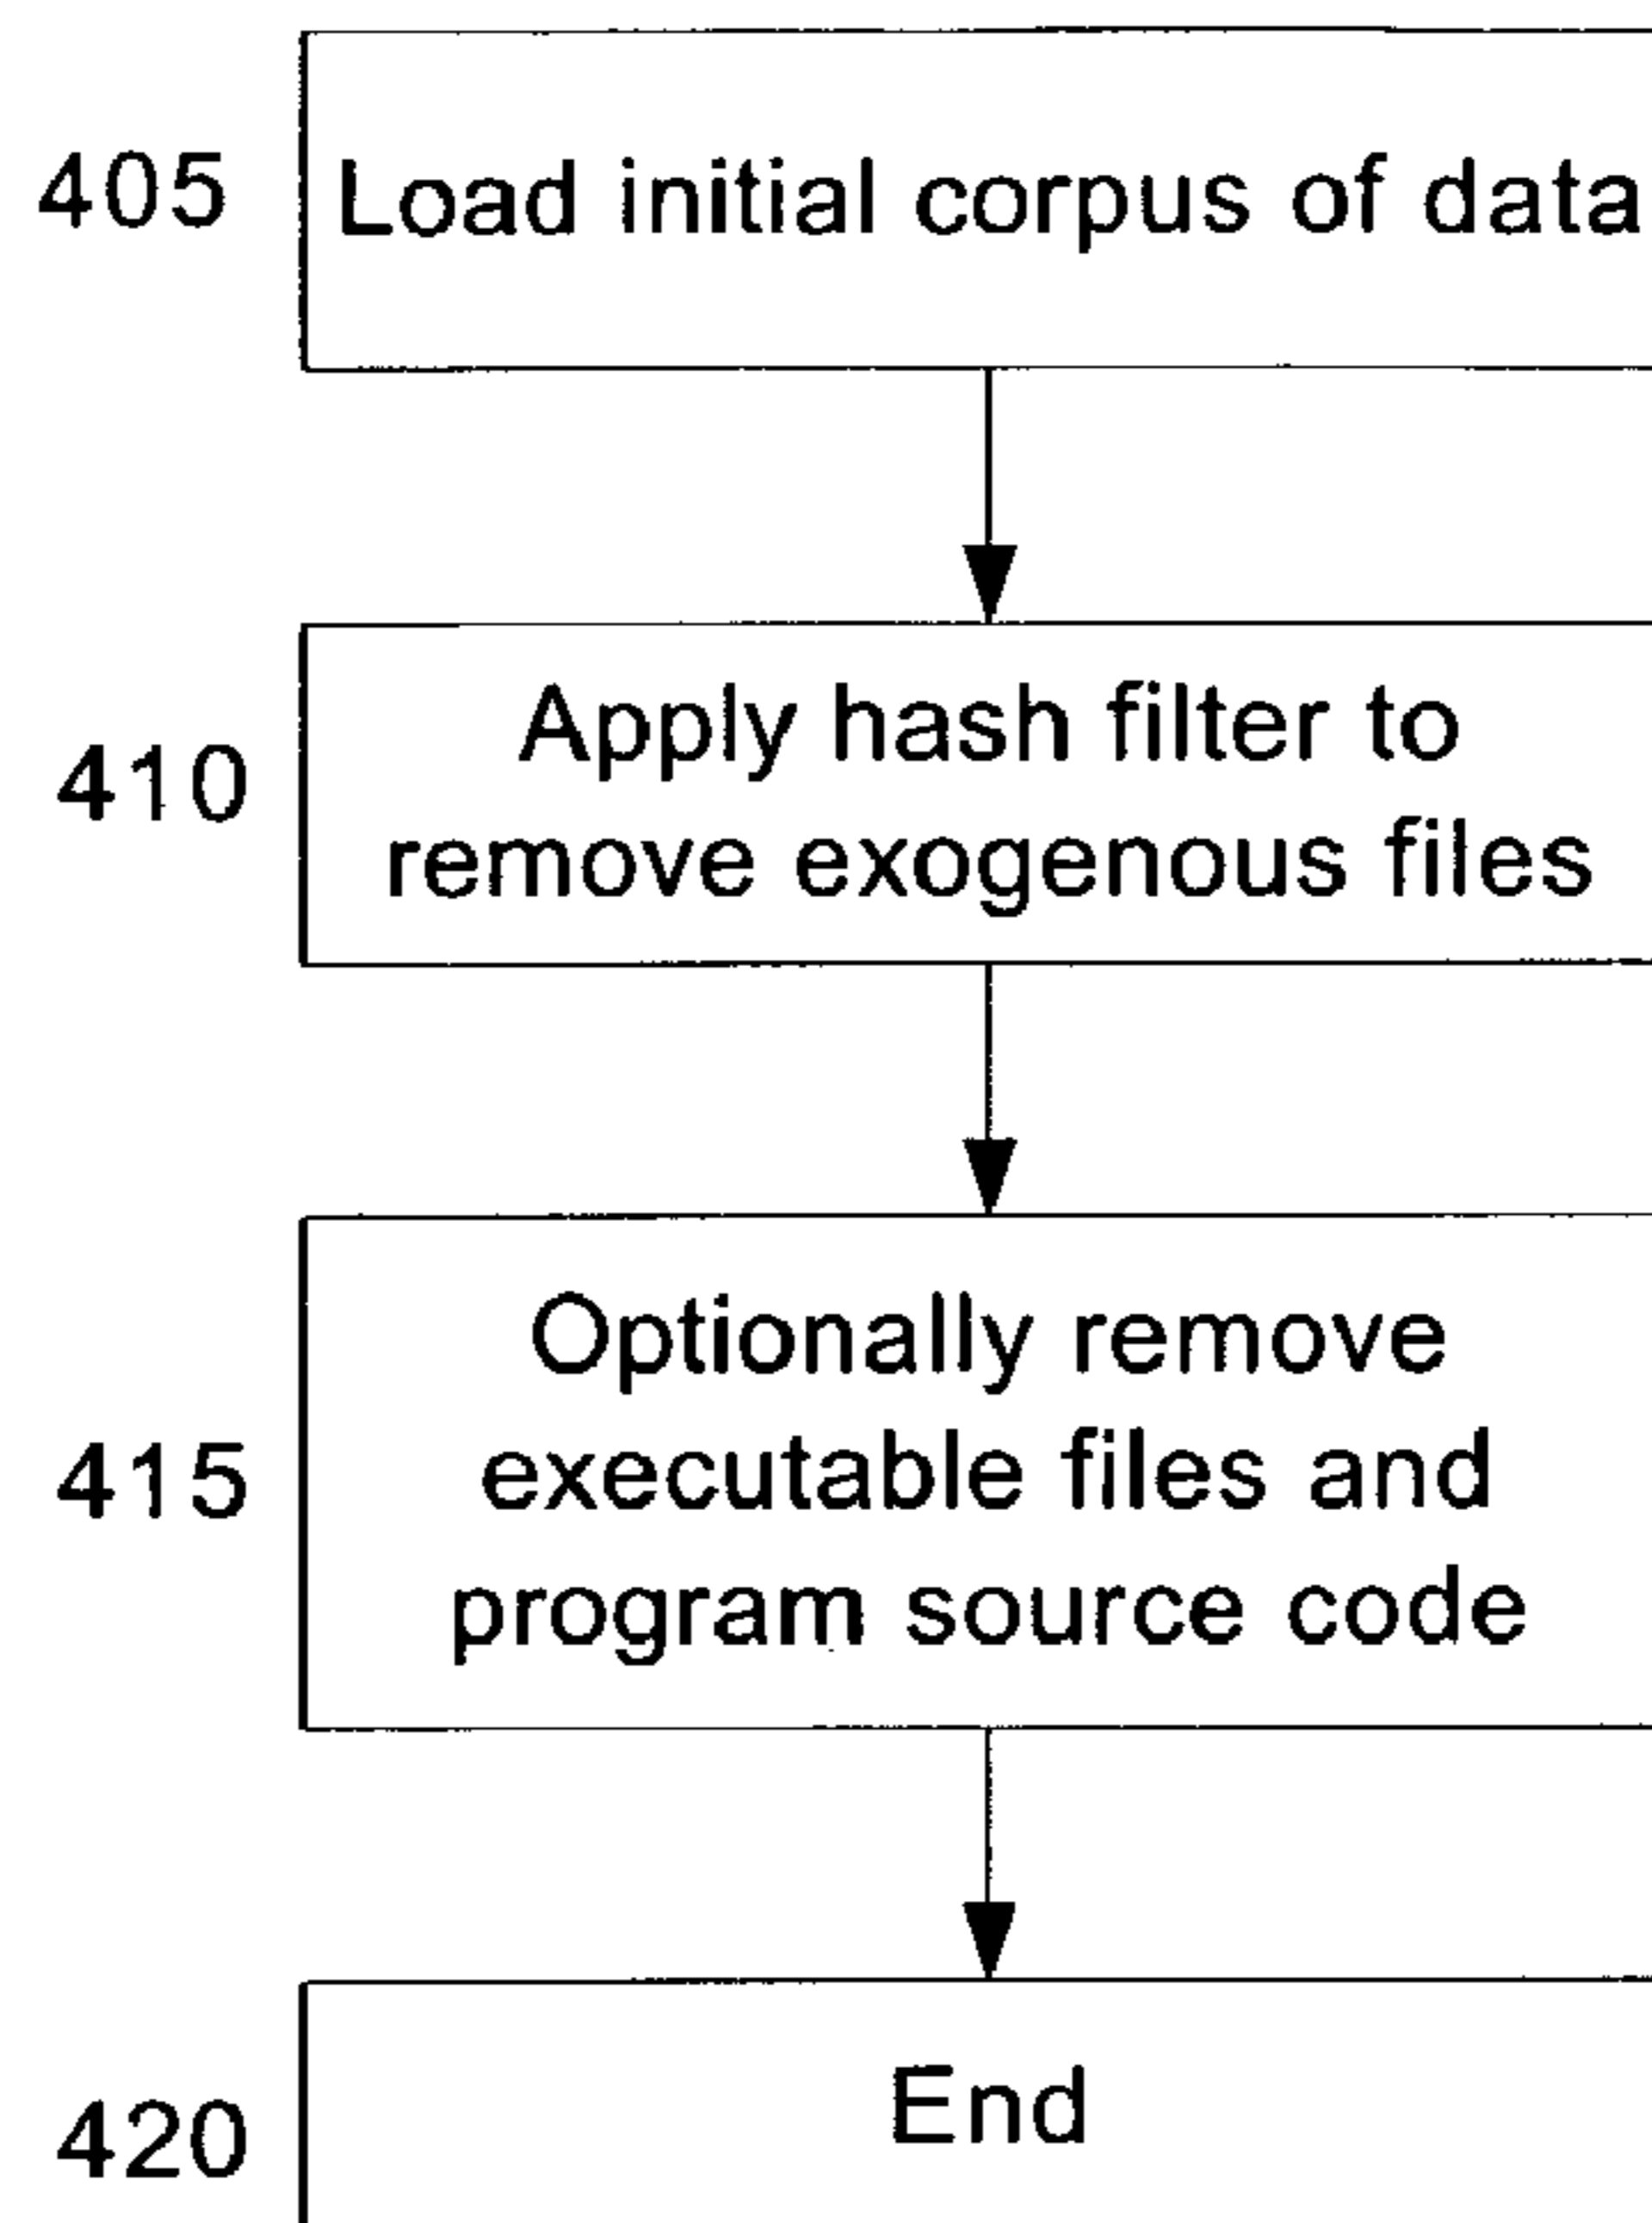 405 Load initial corpus of data
Apply hash filter to
410
remove exogenous files
Optionally remove
415 executable files and
program source code
End
420